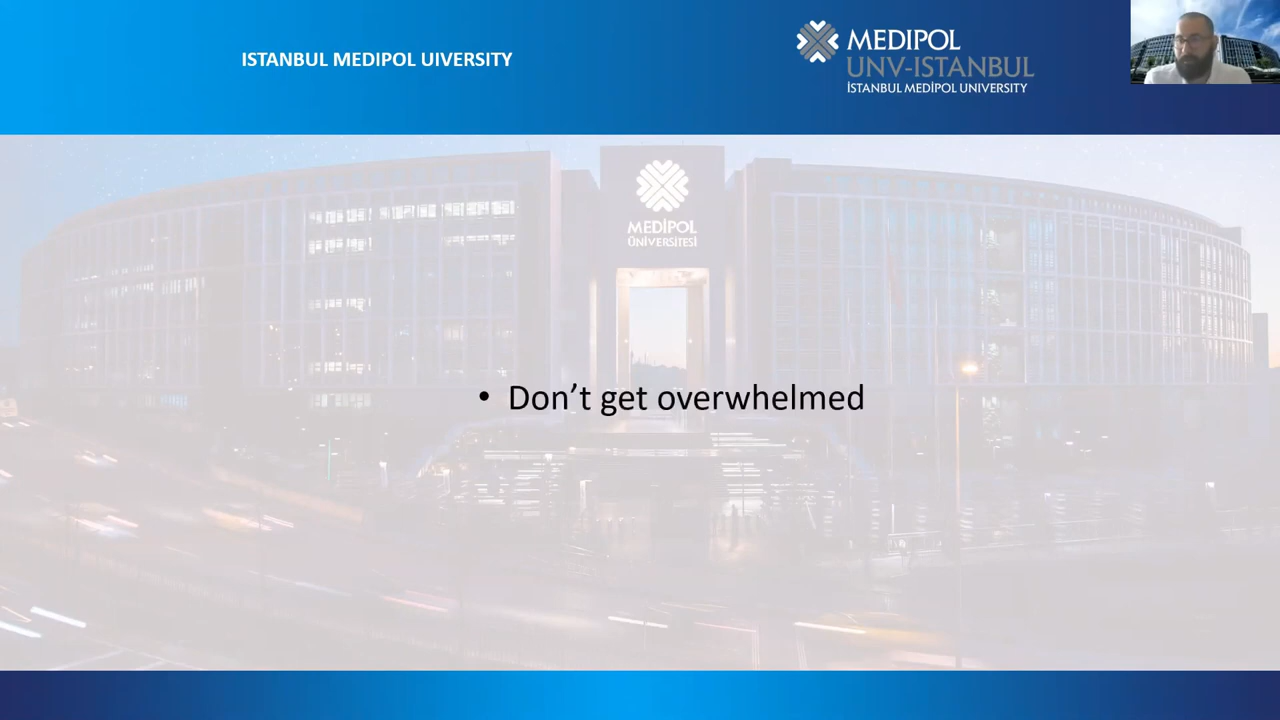 ISTANBUL MEDIPOL UIVERSITY
MEDIPOL
UNV-ISTANBUL
İSTANBUL MEDİPOL UNIVERSITY
MEDİPOL
ÜNİVERSİTESİ
• Don’t get overwhelmed